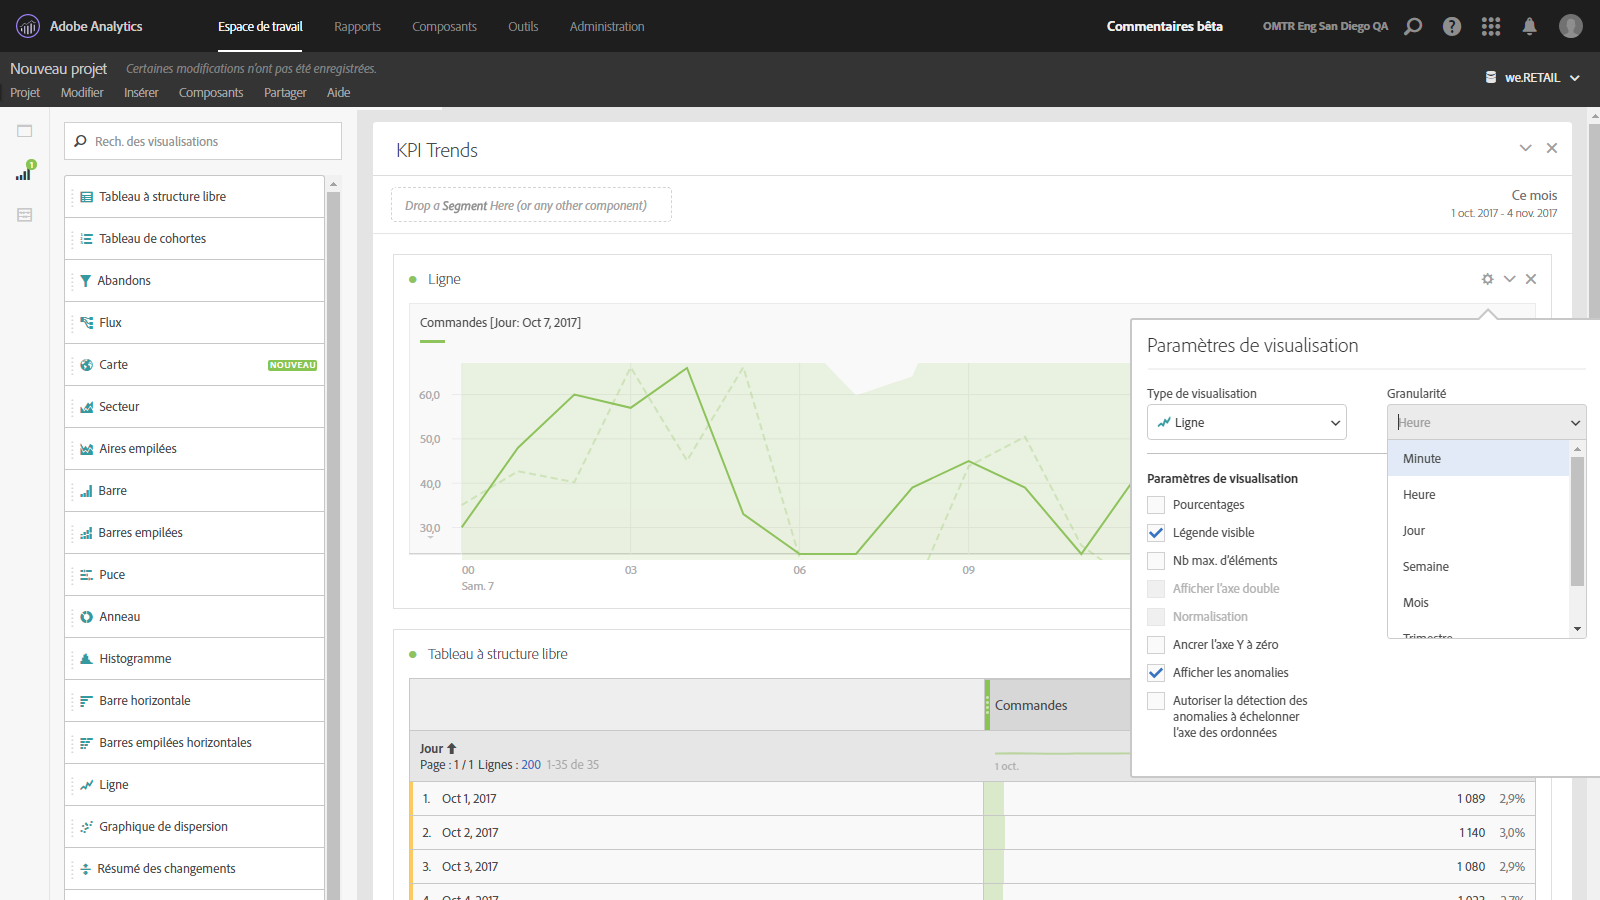 Adobe Analytics
Espace de travail
Rapports
Composants
Outils
Administration
Commentaires bêta
OMTR Eng San Diego QA
Nouveau projet
Certaines modifications n'ont pas été enregistrées.
we.RETAIL
Projet
Modifier
Insérer
Composants
Partager
Aide
1
Rech. des visualisations
Tableau à structure libre
Tableau de cohortes
Abandons
Flux
Carte
NOUVEAU
Secteur
Aires empilées
Barre
Barres empilées
Puce
Anneau
Histogramme
Barre horizontale
Barres empilées horizontales
Ligne
Graphique de dispersion
Résumé des changements
KPI Trends
Drop a Segment Here (or any other component)
Ce mois
1 oct. 2017 - 4 nov. 2017
Ligne
Commandes [Jour: Oct 7, 2017]
60,0
50,0
40,0
30,0
00
03
06
09
Sam. 7
Paramètres de visualisation
Type de visualisation
Granularité
Ligne
Heure
Minute
Heure
Jour
Semaine
Mois
Trimestre
Paramètres de visualisation
Pourcentages
Légende visible
Nb max. d'éléments
Afficher l'axe double
Normalisation
Ancrer l'axe Y à zéro
Afficher les anomalies
Autoriser la détection des
anomalies à échelonner
l'axe des ordonnées
Tableau à structure libre
Commandes
Jour
Page : 1 / 1 Lignes : 200 1-35 de 35
1 oct.
1. Oct 1, 2017 1 089 2,9%
2. Oct 2, 2017 1 140 3,0%
3. Oct 3, 2017 1 080 2,9%
4. Oct 4, 2017